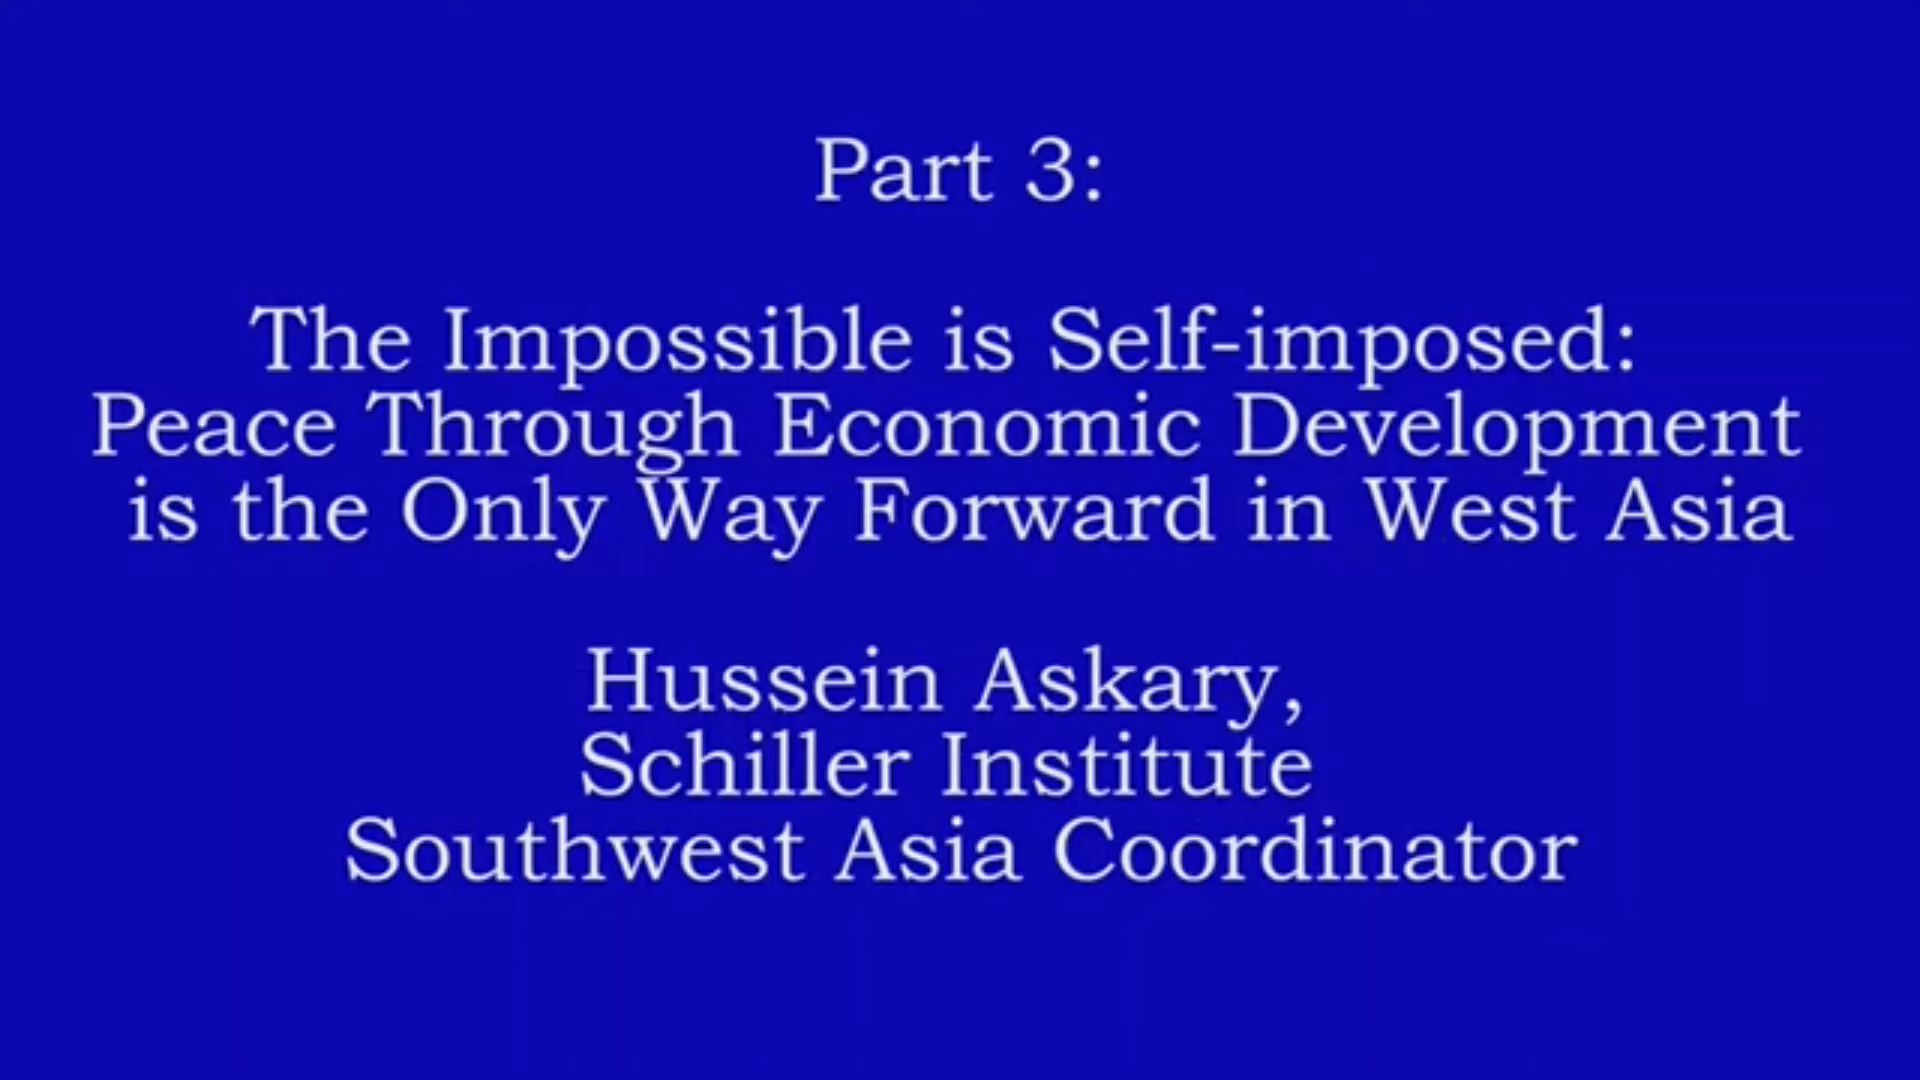 Part 3:
The Impossible is Self-imposed:
Peace Through Economic Development
is the Only Way Forward in West Asia
Hussein Askary,
Schiller Institute
Southwest Asia Coordinator